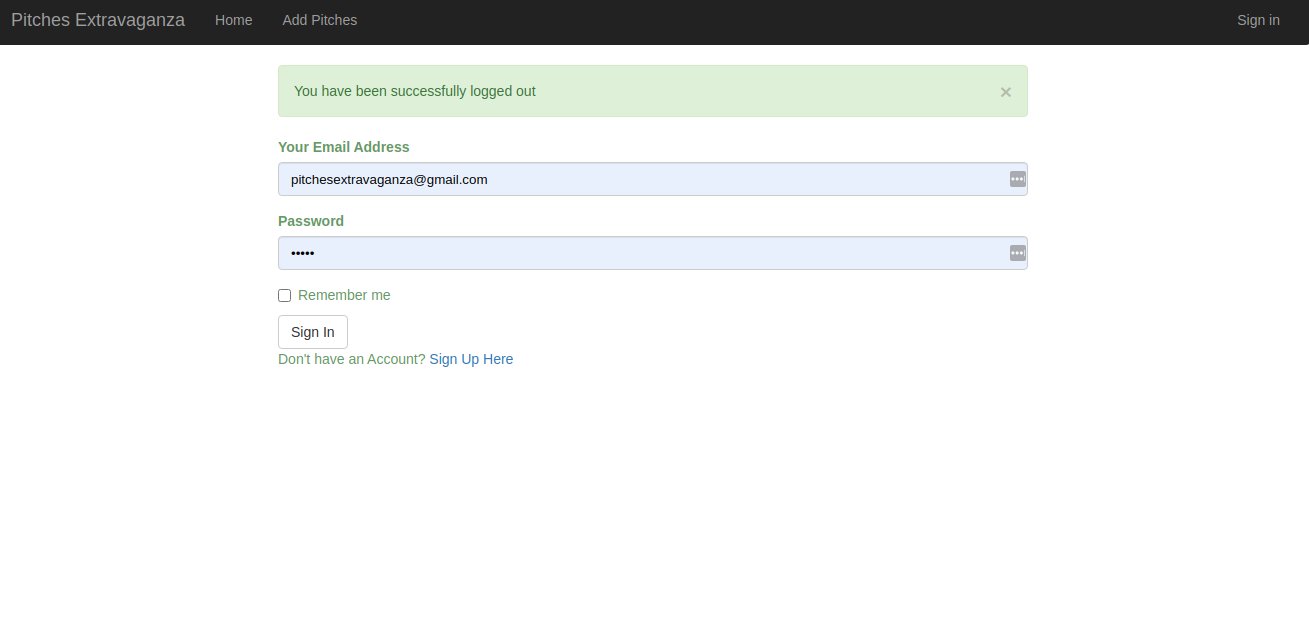 Pitches Extravaganza Home Add Pitches Sign in
You have been successfully logged out ×
Your Email Address
pitchesextravaganza@gmail.com
Password
•••••
Remember me
Sign In
Don't have an Account? Sign Up Here